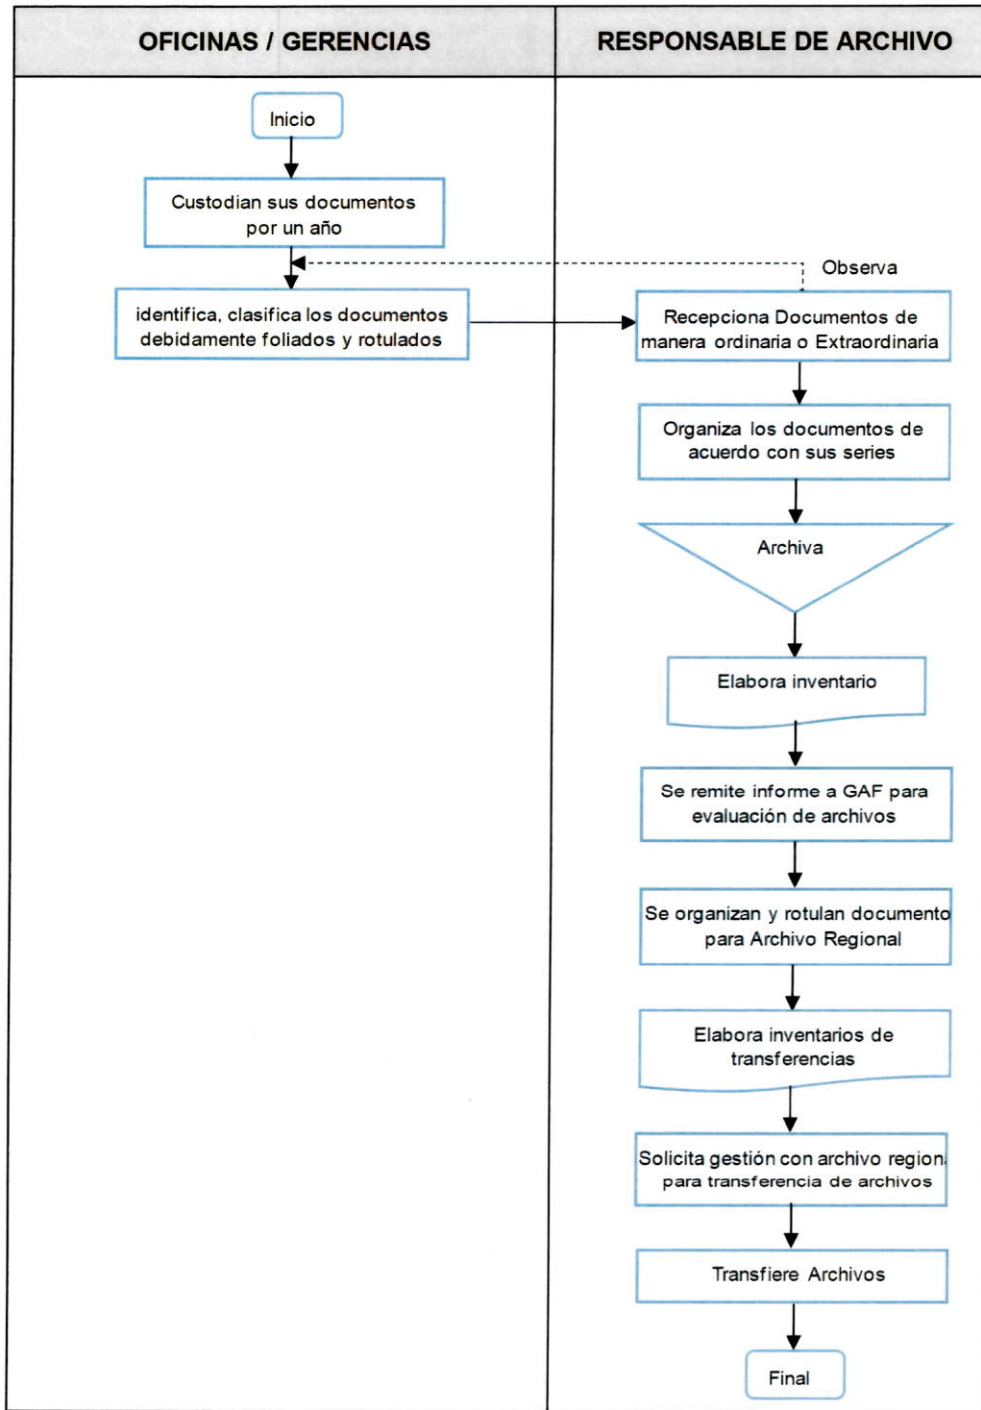 OFICINAS / GERENCIAS
RESPONSABLE DE ARCHIVO
Inicio
Custodian sus documentos
por un año
Observa
identifica, clasifica los documentos
debidamente foliados y rotulados
Recepciona Documentos de
manera ordinaria o Extraordinaria
Organiza los documentos de
acuerdo con sus series
Archiva
Elabora inventario
Se remite informe a GAF para
evaluación de archivos
Se organizan y rotulan documento
para Archivo Regional
Elabora inventarios de
transferencias
Solicita gestión con archivo region
para transferencia de archivos
Transfiere Archivos
Final